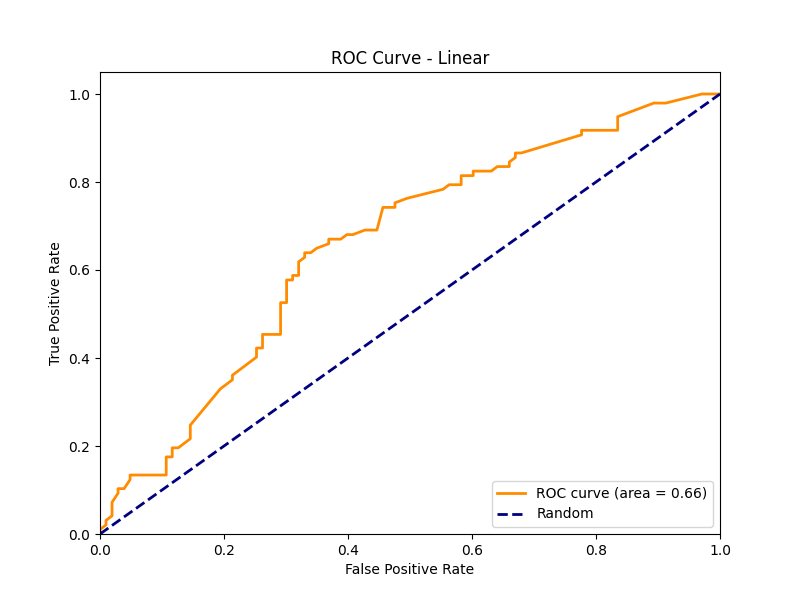 ROC Curve - Linear
True Positive Rate
1.0
0.8
0.6
0.4
0.2
0.0
0.0 0.2 0.4 0.6 0.8 1.0
False Positive Rate
ROC curve (area = 0.66)
Random